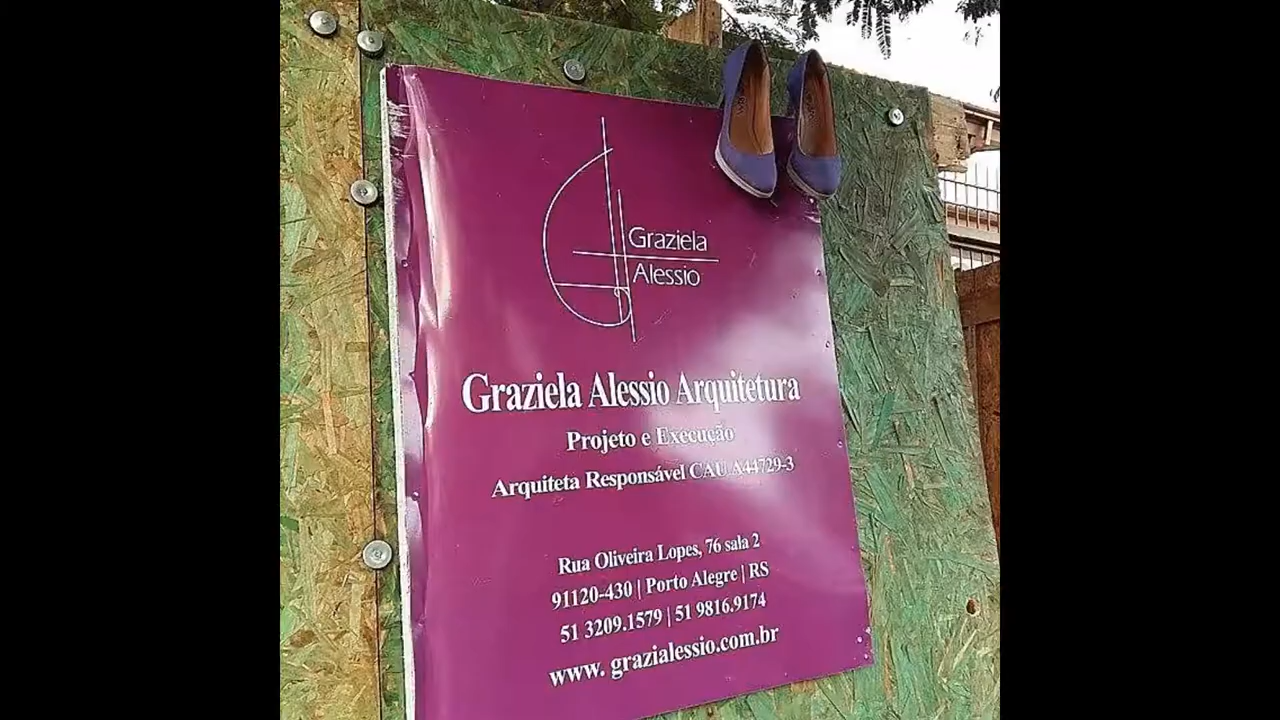 Graziela
Alessio
Graziela Alessio Arquitetura
Projeto e Execução
Arquiteta Responsável CAU A44729-3
Rua Oliveira Lopes, 76 sala 2
91120-430 | Porto Alegre | RS
51 3209.1579 | 51 9816.9174
www. grazialessio.com.br